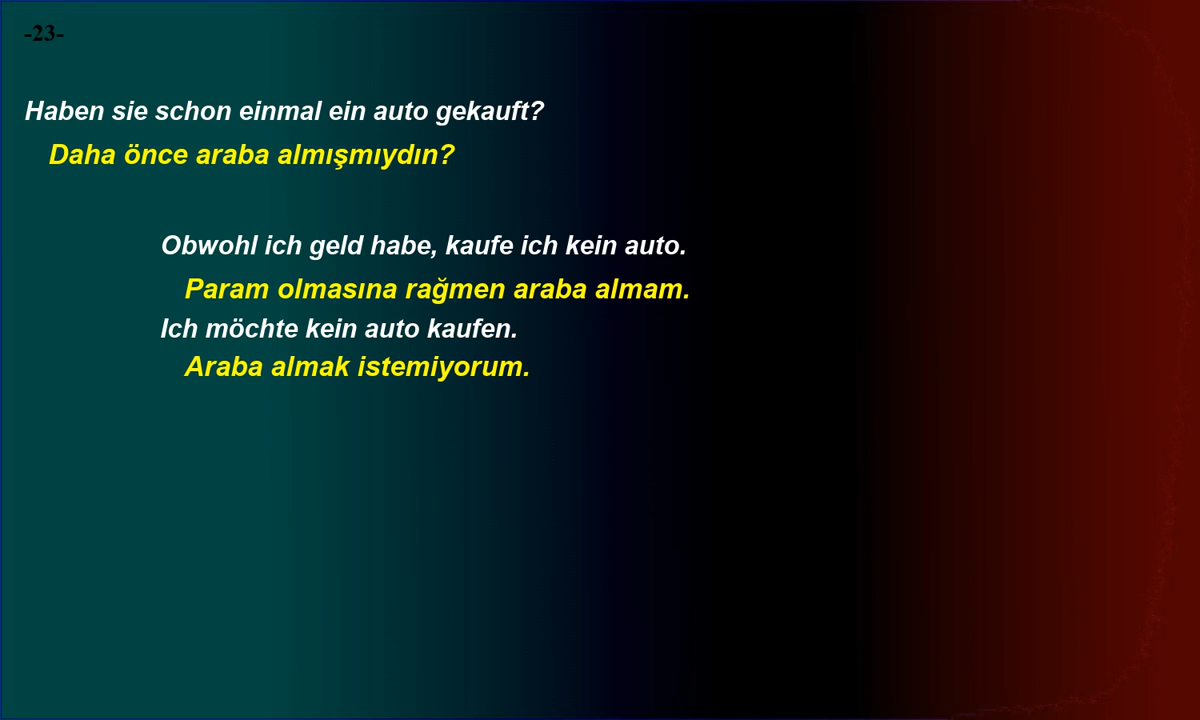 -23-
Haben sie schon einmal ein auto gekauft?
Daha önce araba almışmıydın?
Obwohl ich geld habe, kaufe ich kein auto.
Param olmasına rağmen araba almam.
Ich möchte kein auto kaufen.
Araba almak istemiyorum.